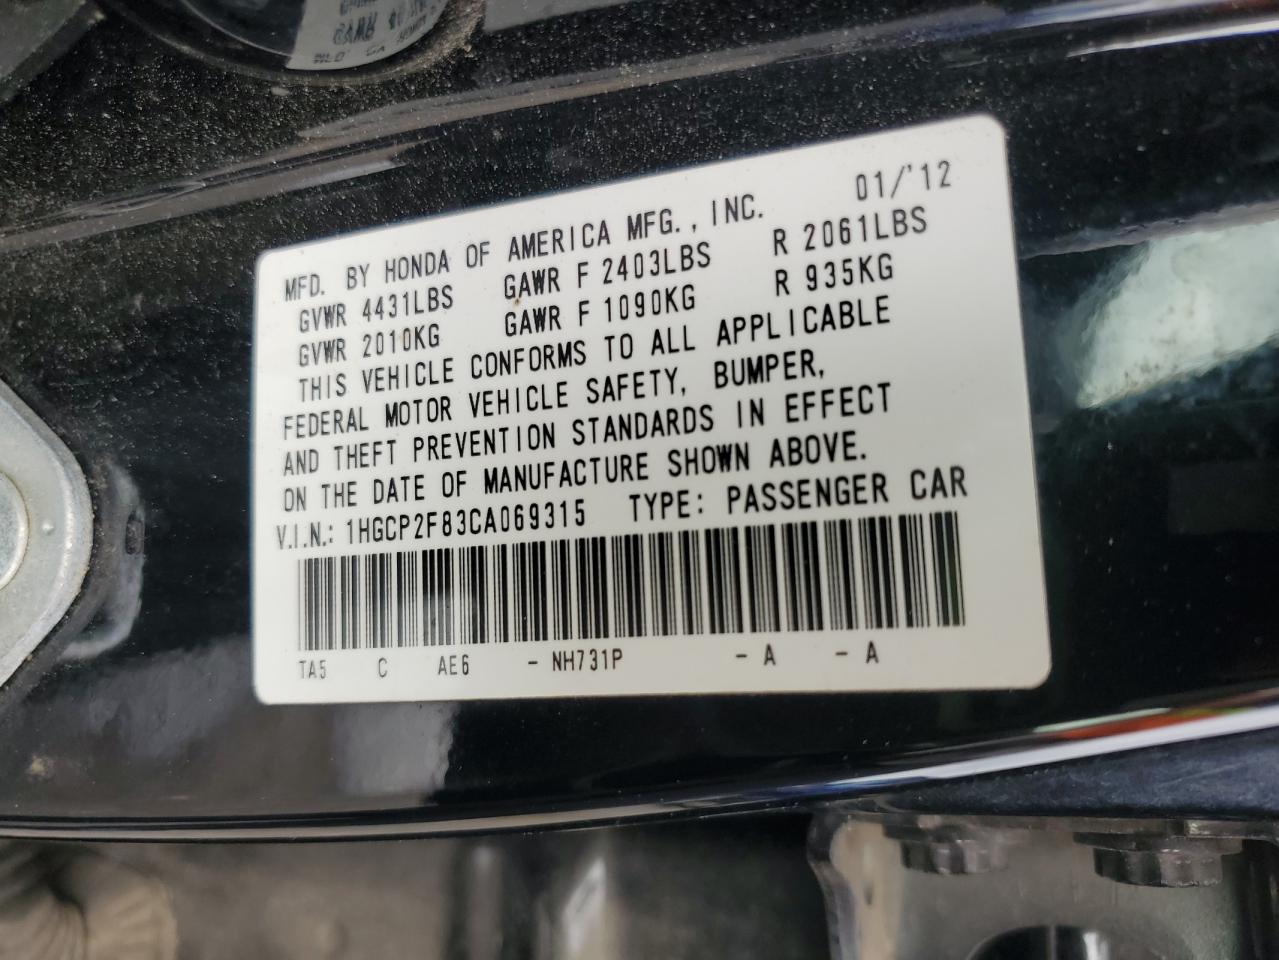 MFD. BY HONDA OF AMERICA MFG., INC. 01/'12
GVWR 4431LBS GAWR F 2403LBS R 2061LBS
GVWR 2010KG GAWR F 1090KG R 935KG
THIS VEHICLE CONFORMS TO ALL APPLICABLE
FEDERAL MOTOR VEHICLE SAFETY, BUMPER,
AND THEFT PREVENTION STANDARDS IN EFFECT
ON THE DATE OF MANUFACTURE SHOWN ABOVE.
V.I.N.: 1HGCP2F83CA069315 TYPE: PASSENGER CAR
TA5 C AE6 - NH731P - A - A